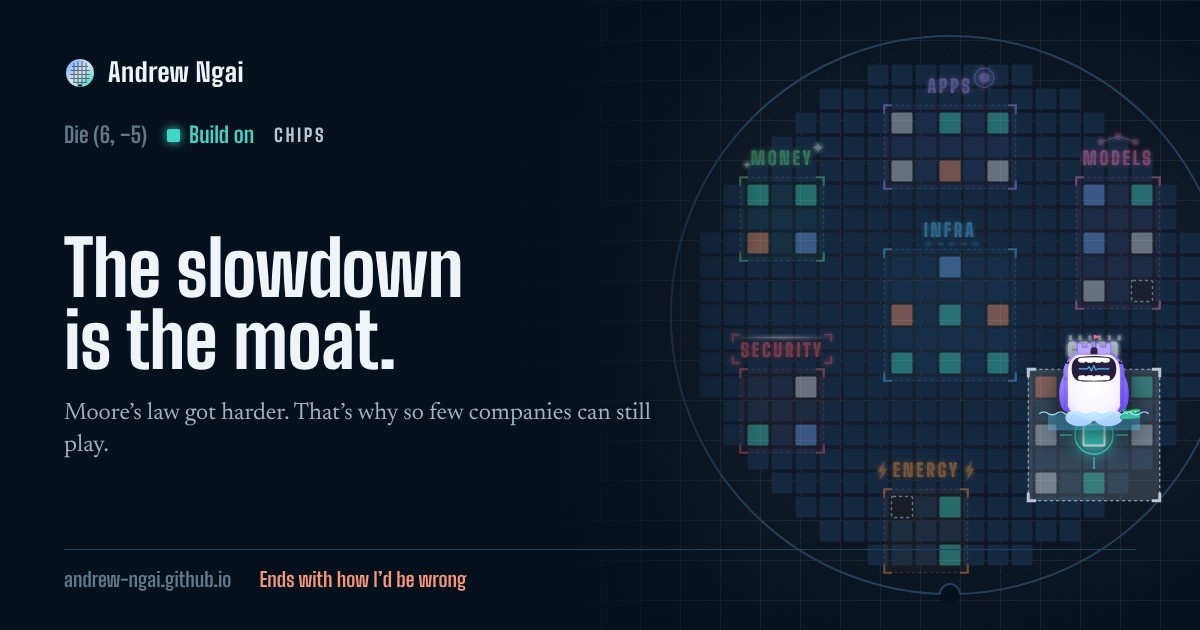 Andrew Ngai
Die (6, −5) Build on CHIPS
The slowdown
is the moat.
Moore’s law got harder. That’s why so few companies can still
play.
andrew-ngai.github.io Ends with how I’d be wrong
APPS
MONEY
MODELS
INFRA
SECURITY
ENERGY